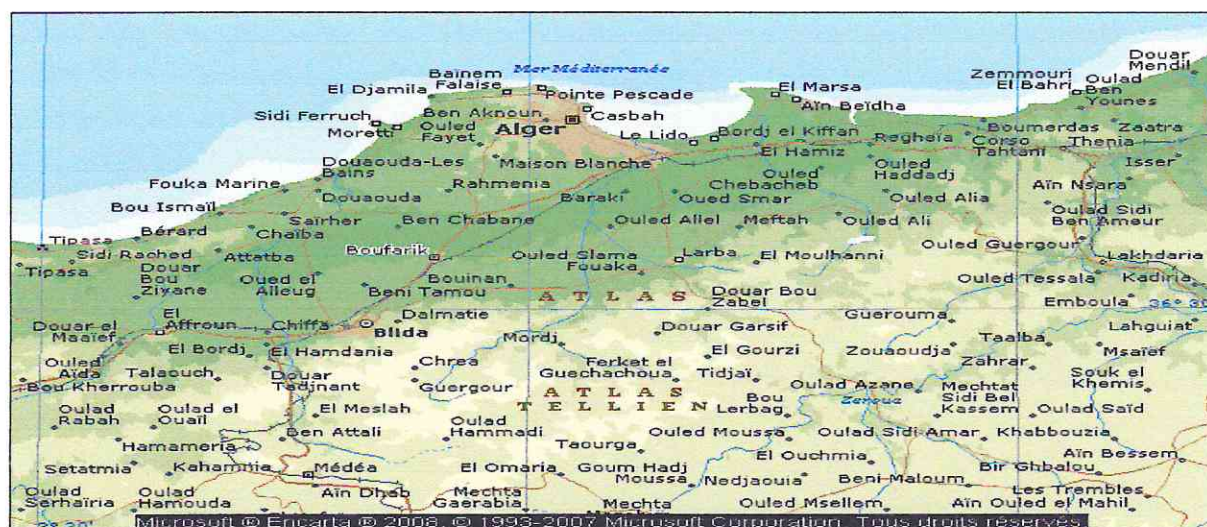 Mer Méditerranée
Douar
Mendil
Baïnem
Falaise
Zemmouri
El Bahri
Oulad
Ben
Younes
El Djamila
Pointe Pescade
El Marsa
Aïn Beïdha
Sidi Ferruch
Moretti
Ben Aknoun
Casbah
Alger
Ouled
Fayet
Le Lido
Bordj el Kiffan
Regheïa
Boumerdas
Corso
Tahtani
Zaatra
Thenia
Isser
Douaouda-Les
Bains
Maison Blanche
El Hamiz
Ouled
Haddadj
Fouka Marine
Douaouda
Rahmenia
Baraki
Ouled
Chebacheb
Oued Smar
Ouled Alia
Aïn Nsara
Bou Ismaïl
Saïrher
Ben Chabane
Ouled Allel
Meftah
Ouled Ali
Oulad Sidi
Ben Ameur
Bérard
Chaïba
Tipasa
Sidi Rached
Attatba
Boufarik
Ouled Slama
Fouaka
Larba
El Moulhanni
Ouled Guergour
Lakhdaria
Tipasa
Douar
Bou
Ziyane
Oued el
Alleug
Bouinan
Beni Tamou
Ouled Tessala
Kadiria
ATLAS
Douar Bou
Zabel
Emboula
36° 30'
El
Affroun
Chiffa
Blida
Dalmatie
Douar el
Maaïef
Mordj
Douar Garsif
Guerouma
Taalba
Lahguiat
El Bordj
El Hamdania
Chrea
Ferket el
Guechachoua
El Gourzi
Zouaoudja
Zahrar
Msaïef
Ouled
Aïda
Talaouch
Douar
Tadjnant
Guergour
Tidjaï
Oulad Azane
Mechtat
Sidi Bel
Kassem
Souk el
Khemis
Bou Kherrouba
ATLAS
TELLIEN
Bou
Lerbag
Zeroua
Oulad
Rabah
Oulad el
Ouaïl
El Meslah
Oulad
Hammadi
Oulad Saïd
Hamameria
Ben Attali
Taourga
Ouled Moussa
Oulad Sidi Amar
Khabbouzia
Setatmia
Kahamnia
Médéa
El Omaria
Goum Hadj
Moussa
El Ouchmia
Nedjaouia
Beni Maloum
Bir Ghbalou
Aïn Bessem
Oulad
Serhaïria
Oulad
Hamouda
Aïn Dhab
Mechta
Gaerabia
Mechta
Ouled Msellem
Les Trembles
Aïn Ouled el Mahil
Microsoft ® Encarta ® 2008. © 1993-2007 Microsoft Corporation. Tous droits réservés.